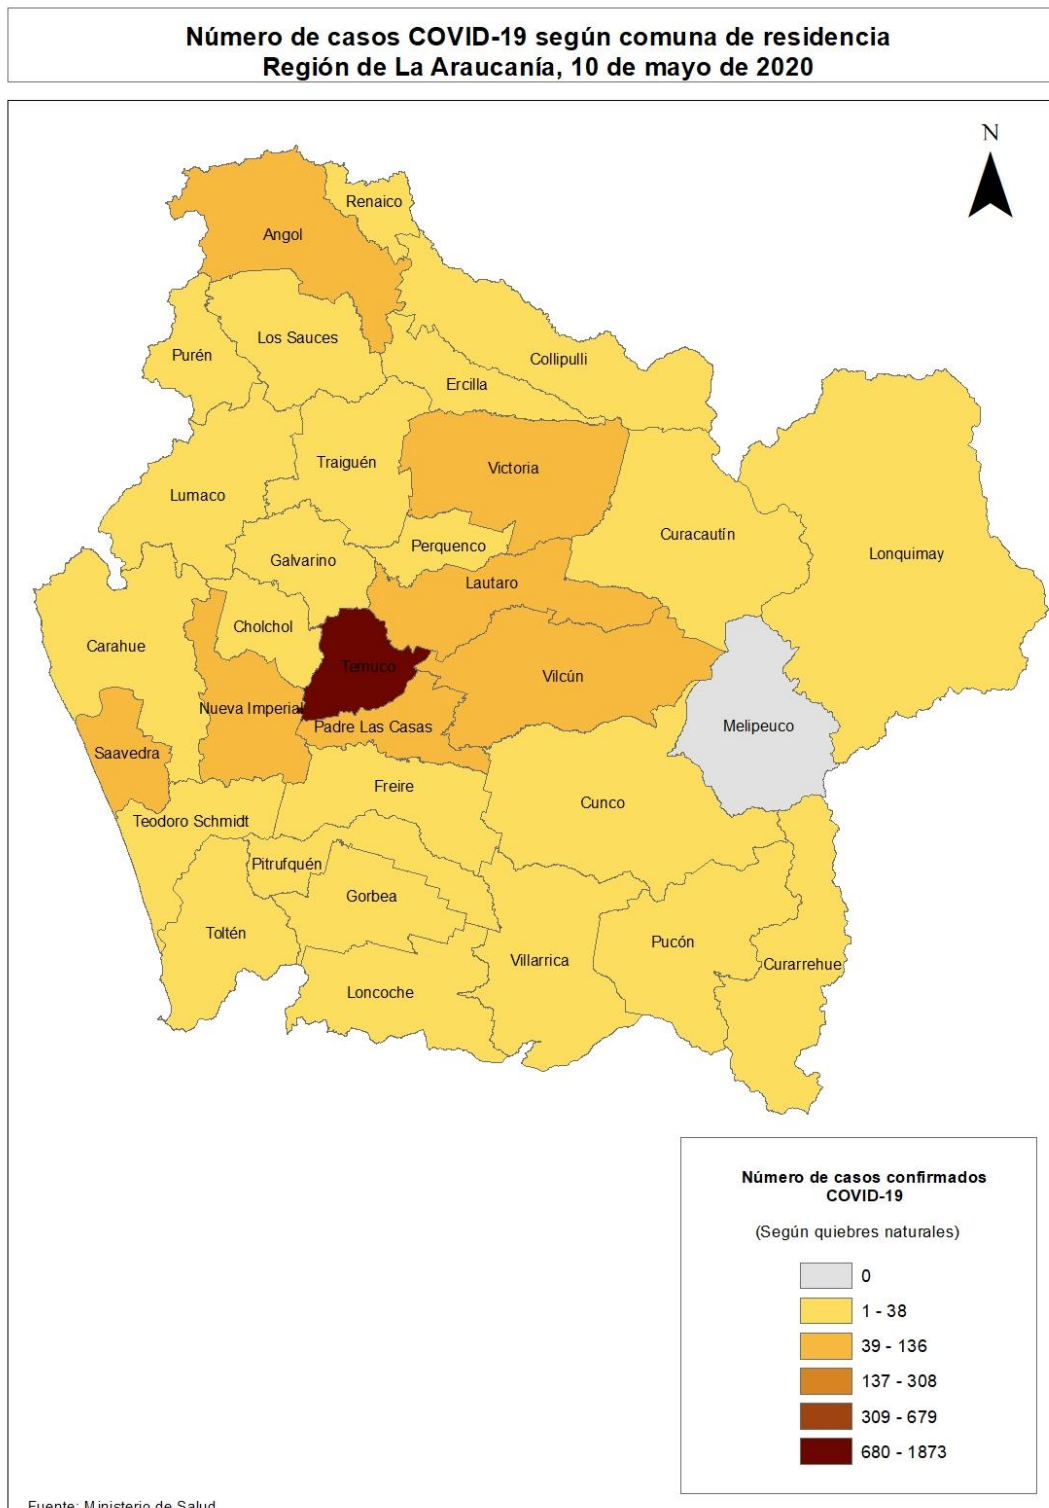 Número de casos COVID-19 según comuna de residencia
Región de La Araucanía, 10 de mayo de 2020
N
Renaico
Angol
Los Sauces
Purén
Collipulli
Ercilla
Traiguén
Victoria
Lumaco
Curacautín
Perquenco
Lonquimay
Galvarino
Lautaro
Cholchol
Carahue
Temuco
Vilcún
Nueva Imperial
Padre Las Casas
Melipeuco
Saavedra
Freire
Cunco
Teodoro Schmidt
Pitrufquén
Gorbea
Toltén
Pucón
Villarrica
Curarrehue
Loncoche
Número de casos confirmados
COVID-19
(Según quiebres naturales)
0
1 - 38
39 - 136
137 - 308
309 - 679
680 - 1873
Fuente: Ministerio de Salud